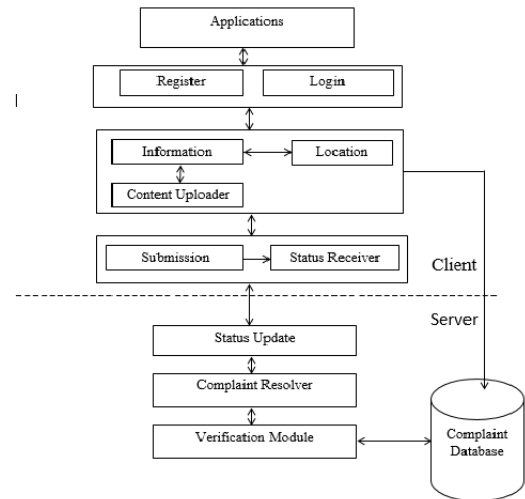 Applications
Register
Login
Information
Location
Content Uploader
Submission
Status Receiver
Client
Server
Status Update
Complaint Resolver
Verification Module
Complaint
Database